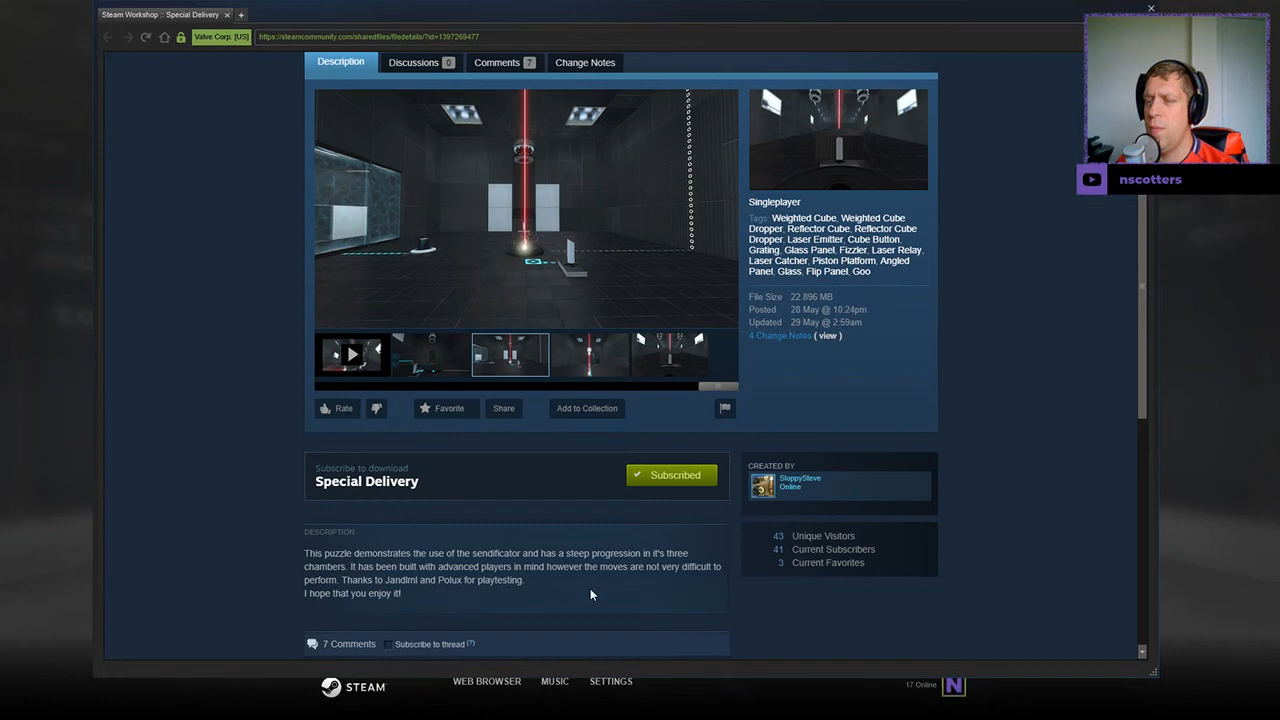 Steam Workshop :: Special Delivery
Valve Corp. [US] https://steamcommunity.com/sharedfiles/filedetails/?id=1397269477
Description Discussions 0 Comments 7 Change Notes
nscotters
Singleplayer
Tags: Weighted Cube, Weighted Cube
Dropper, Reflector Cube, Reflector Cube
Dropper, Laser Emitter, Cube Button,
Grating, Glass Panel, Fizzler, Laser Relay,
Laser Catcher, Piston Platform, Angled
Panel, Glass, Flip Panel, Goo
File Size 22.896 MB
Posted 28 May @ 10:24pm
Updated 29 May @ 2:59am
4 Change Notes ( view )
Rate Favorite Share Add to Collection
Subscribe to download
Special Delivery
Subscribed
CREATED BY
SloppySteve
Online
DESCRIPTION
This puzzle demonstrates the use of the sendificator and has a steep progression in it's three
chambers. It has been built with advanced players in mind however the moves are not very difficult to
perform. Thanks to Jandlml and Polux for playtesting.
I hope that you enjoy it!
43 Unique Visitors
41 Current Subscribers
3 Current Favorites
7 Comments Subscribe to thread (?)
STEAM WEB BROWSER MUSIC SETTINGS 17 Online N